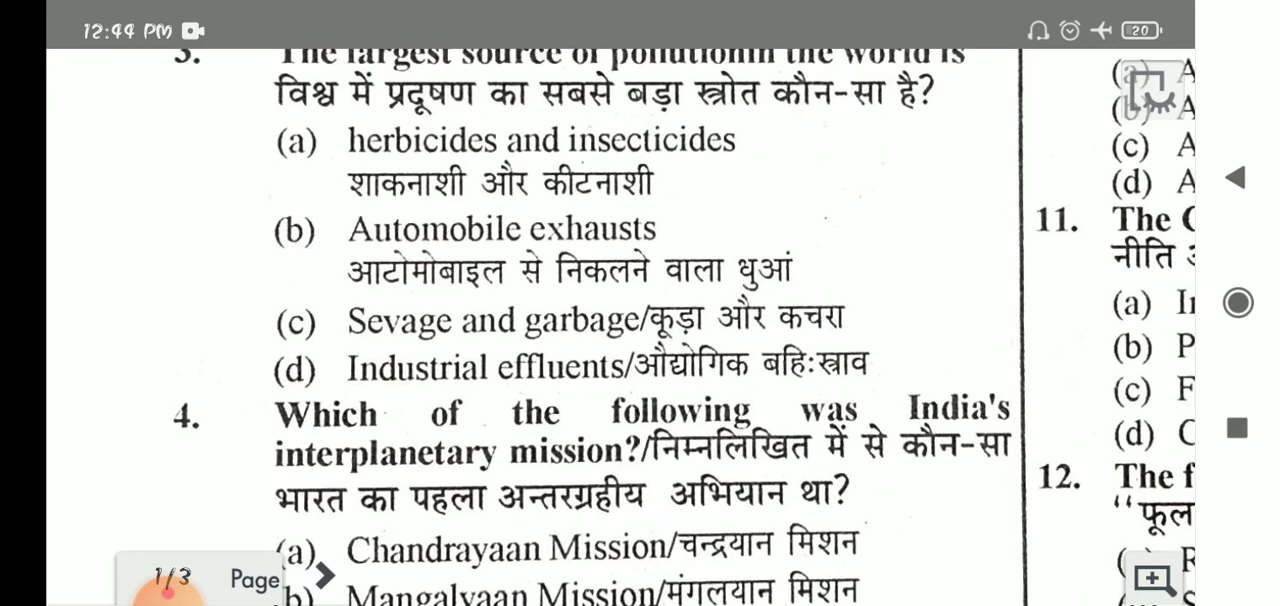 12:44 PM
20
3. The largest source of pollutionin the world is
विश्व में प्रदूषण का सबसे बड़ा स्त्रोत कौन-सा है?
(a) herbicides and insecticides
शाकनाशी और कीटनाशी
(b) Automobile exhausts
आटोमोबाइल से निकलने वाला धुआं
(c) Sevage and garbage/कूड़ा और कचरा
(d) Industrial effluents/औद्योगिक बहिःस्त्राव
4. Which of the following was India's
interplanetary mission?/निम्नलिखित में से कौन-सा
भारत का पहला अन्तरग्रहीय अभियान था?
(a) Chandrayaan Mission/चन्द्रयान मिशन
b) Mangalyaan Mission/मंगलयान मिशन
1/3 Page
(a) A
(b) A
(c) A
(d) A
11. The
नीति
(a)
(b) P
(c) F
(d)
12. The f
“फूल